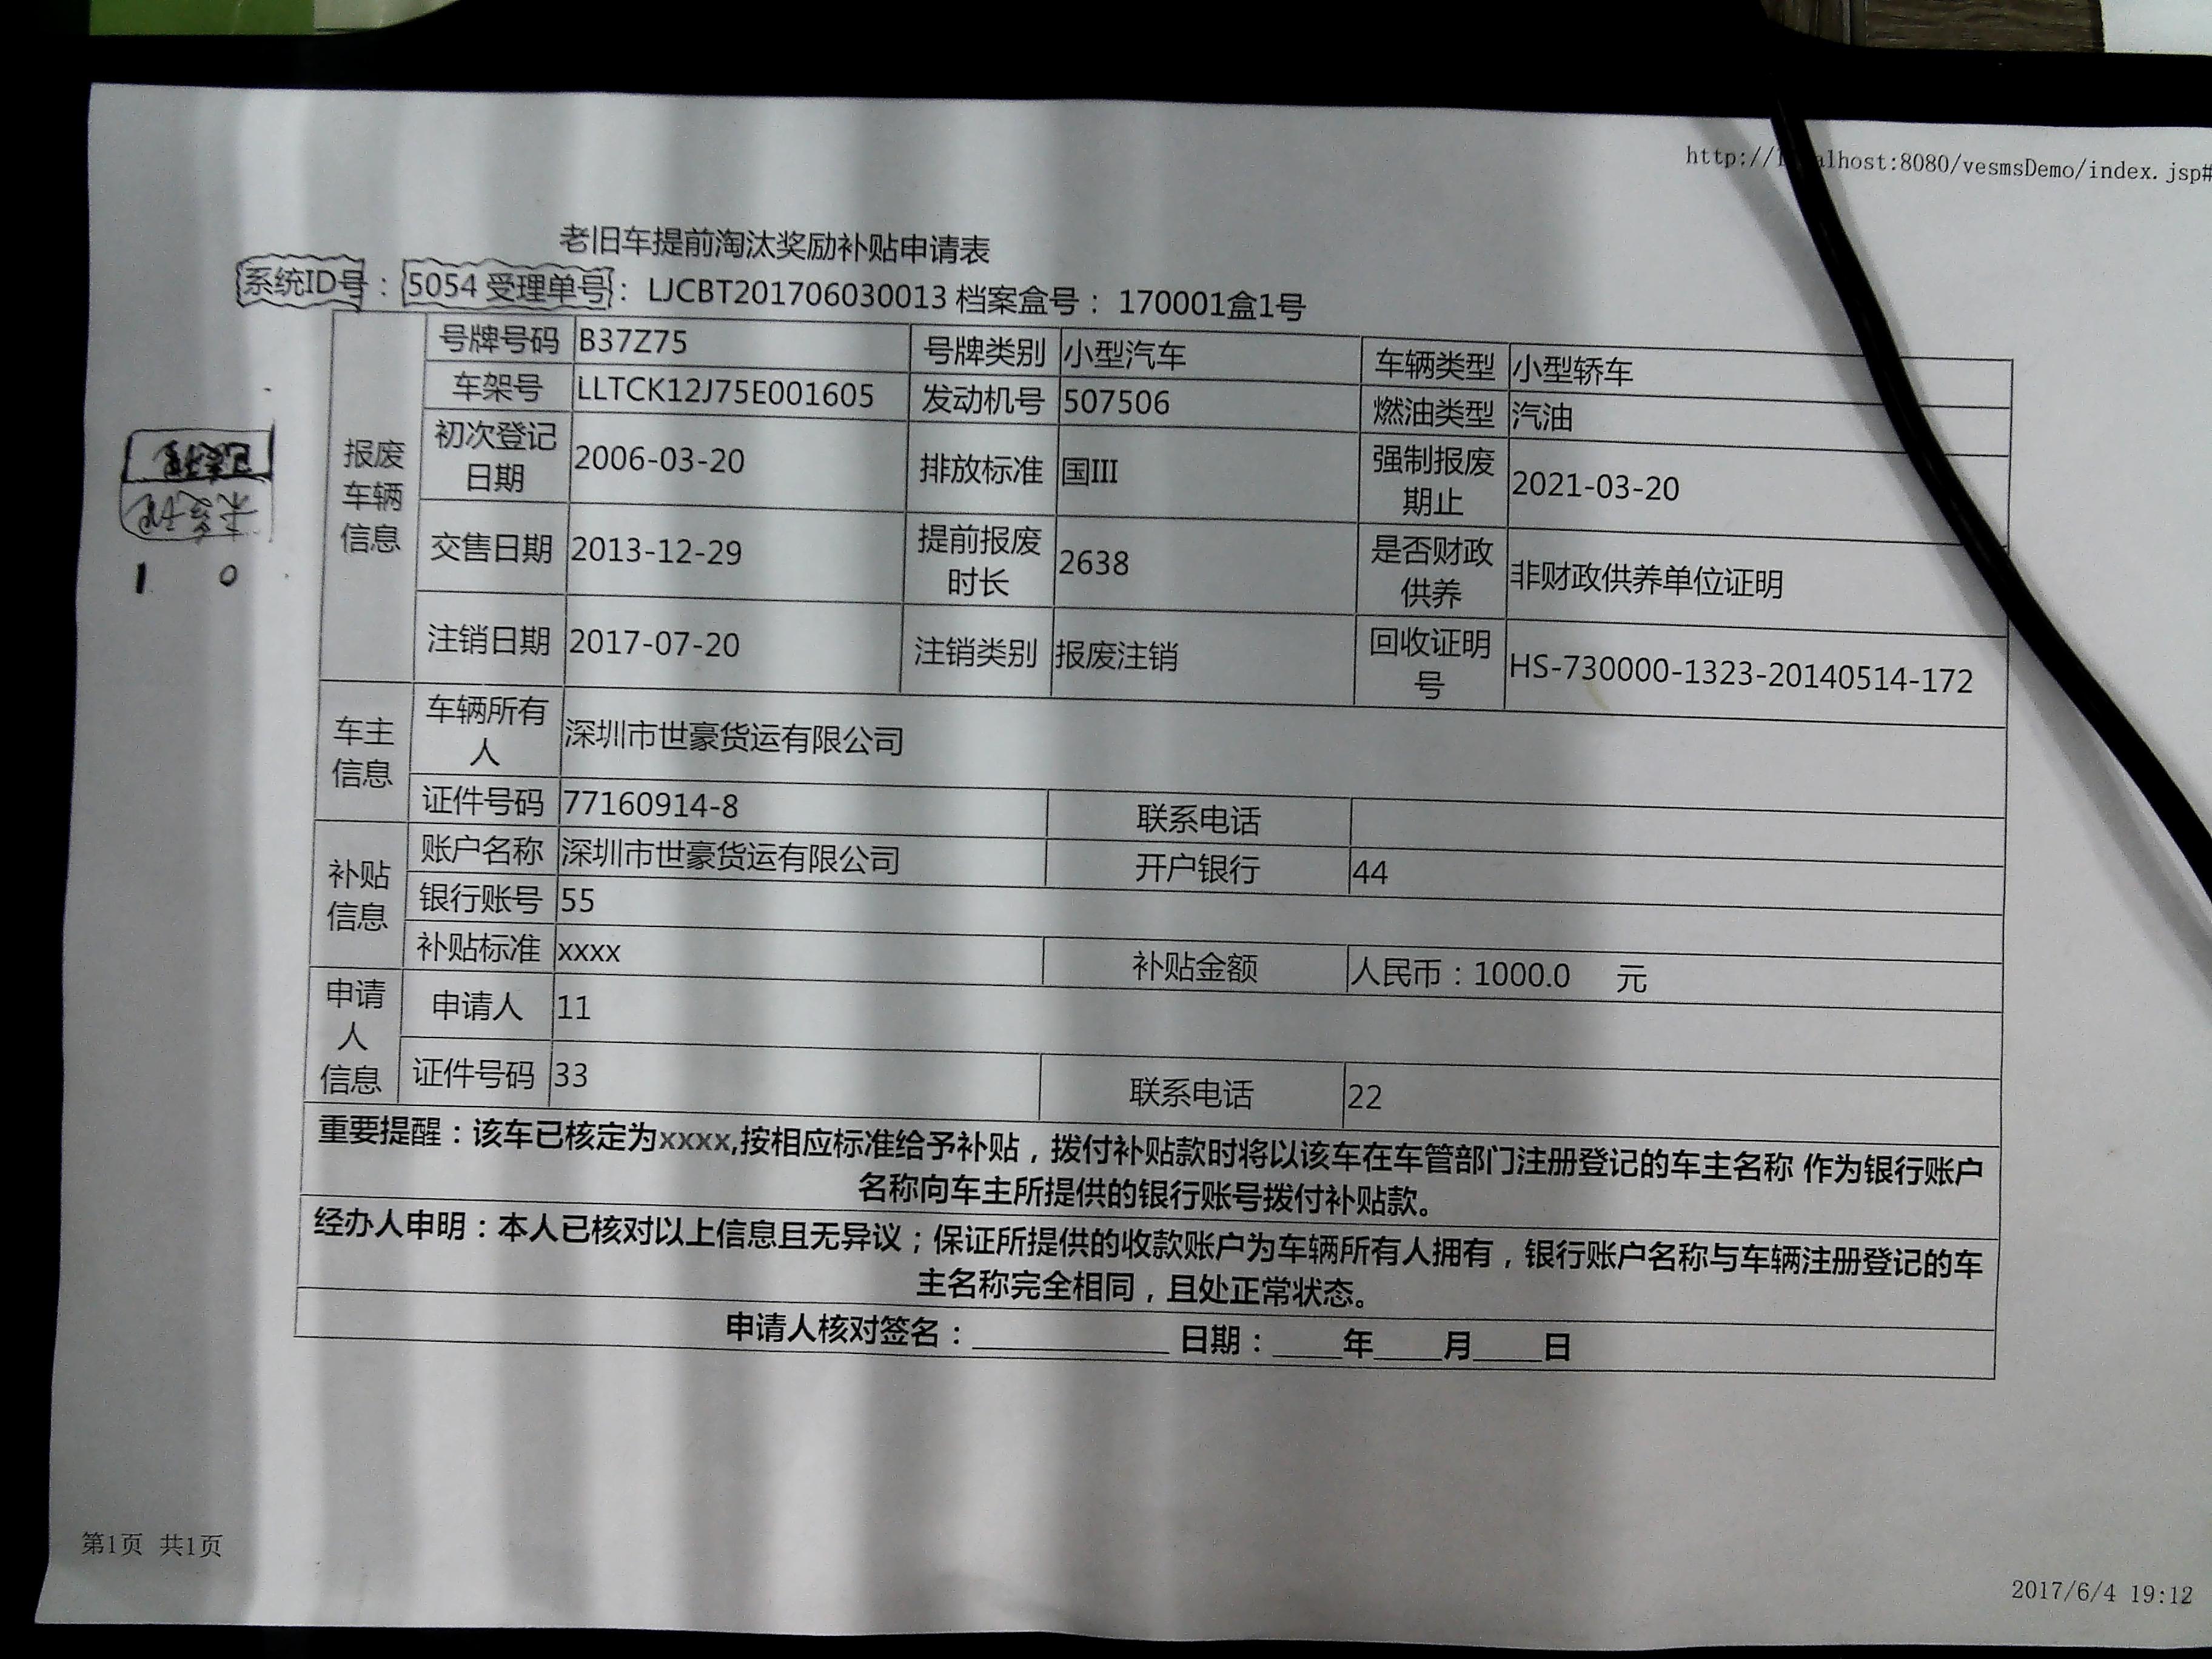 老旧车提前淘汰奖励补贴申请表
系统ID号：5054 受理单号：LJCBT201706030013 档案盒号：170001盒1号
报废车辆信息
号牌号码 B37Z75 号牌类别 小型汽车 车辆类型 小型轿车
车架号 LLTCK12J75E001605 发动机号 507506 燃油类型 汽油
初次登记日期 2006-03-20 排放标准 国III 强制报废期止 2021-03-20
交售日期 2013-12-29 提前报废时长 2638 是否财政供养 非财政供养单位证明
注销日期 2017-07-20 注销类别 报废注销 回收证明号 HS-730000-1323-20140514-172
车主信息
车辆所有人 深圳市世豪货运有限公司
证件号码 77160914-8 联系电话
补贴信息
账户名称 深圳市世豪货运有限公司 开户银行 44
银行账号 55
补贴标准 xxxx 补贴金额 人民币：1000.0 元
申请人信息
申请人 11
证件号码 33 联系电话 22
重要提醒：该车已核定为xxxx,按相应标准给予补贴，拨付补贴款时将以该车在车管部门注册登记的车主名称 作为银行账户
名称向车主所提供的银行账号拨付补贴款。
经办人申明：本人已核对以上信息且无异议；保证所提供的收款账户为车辆所有人拥有，银行账户名称与车辆注册登记的车
主名称完全相同，且处正常状态。
申请人核对签名：____________ 日期：____年____月____日
1 0
第1页 共1页
2017/6/4 19:12